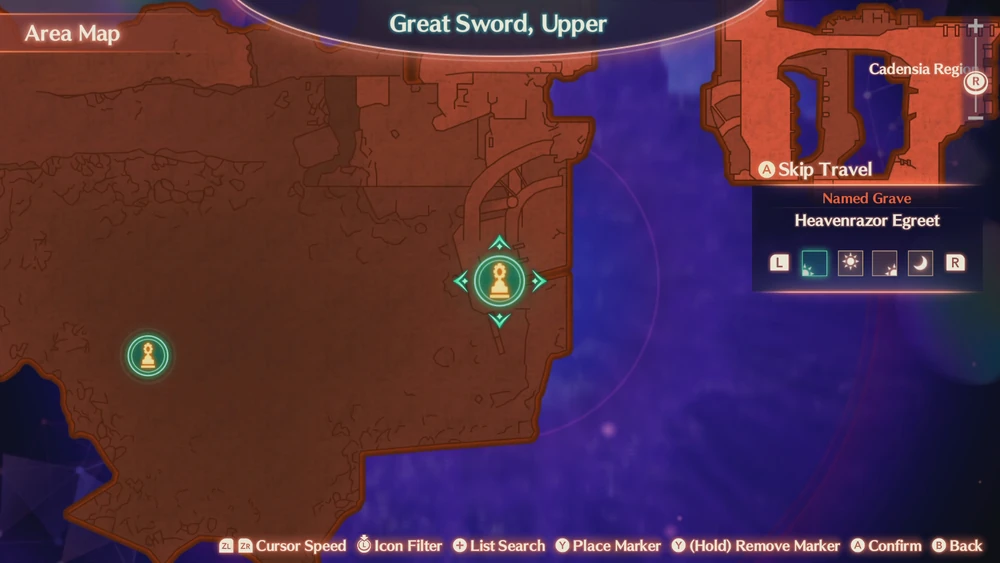 Great Sword, Upper
Area Map
Cadensia Region
R
A Skip Travel
Named Grave
Heavenrazor Egreet
L R
ZL ZR Cursor Speed L Icon Filter + List Search Y Place Marker Y (Hold) Remove Marker A Confirm B Back